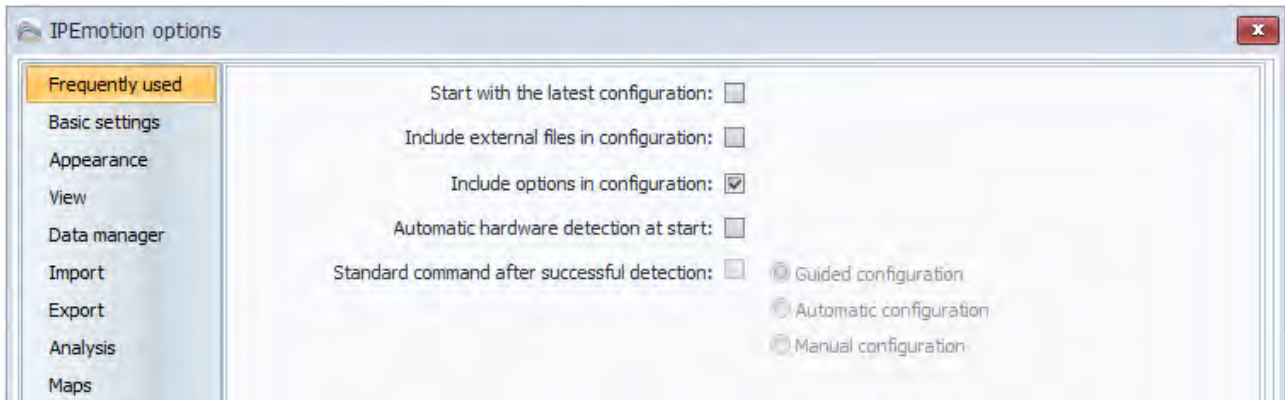 IPEmotion options
Frequently used
Basic settings
Appearance
View
Data manager
Import
Export
Analysis
Maps
Start with the latest configuration:
Include external files in configuration:
Include options in configuration:
Automatic hardware detection at start:
Standard command after successful detection:
Guided configuration
Automatic configuration
Manual configuration